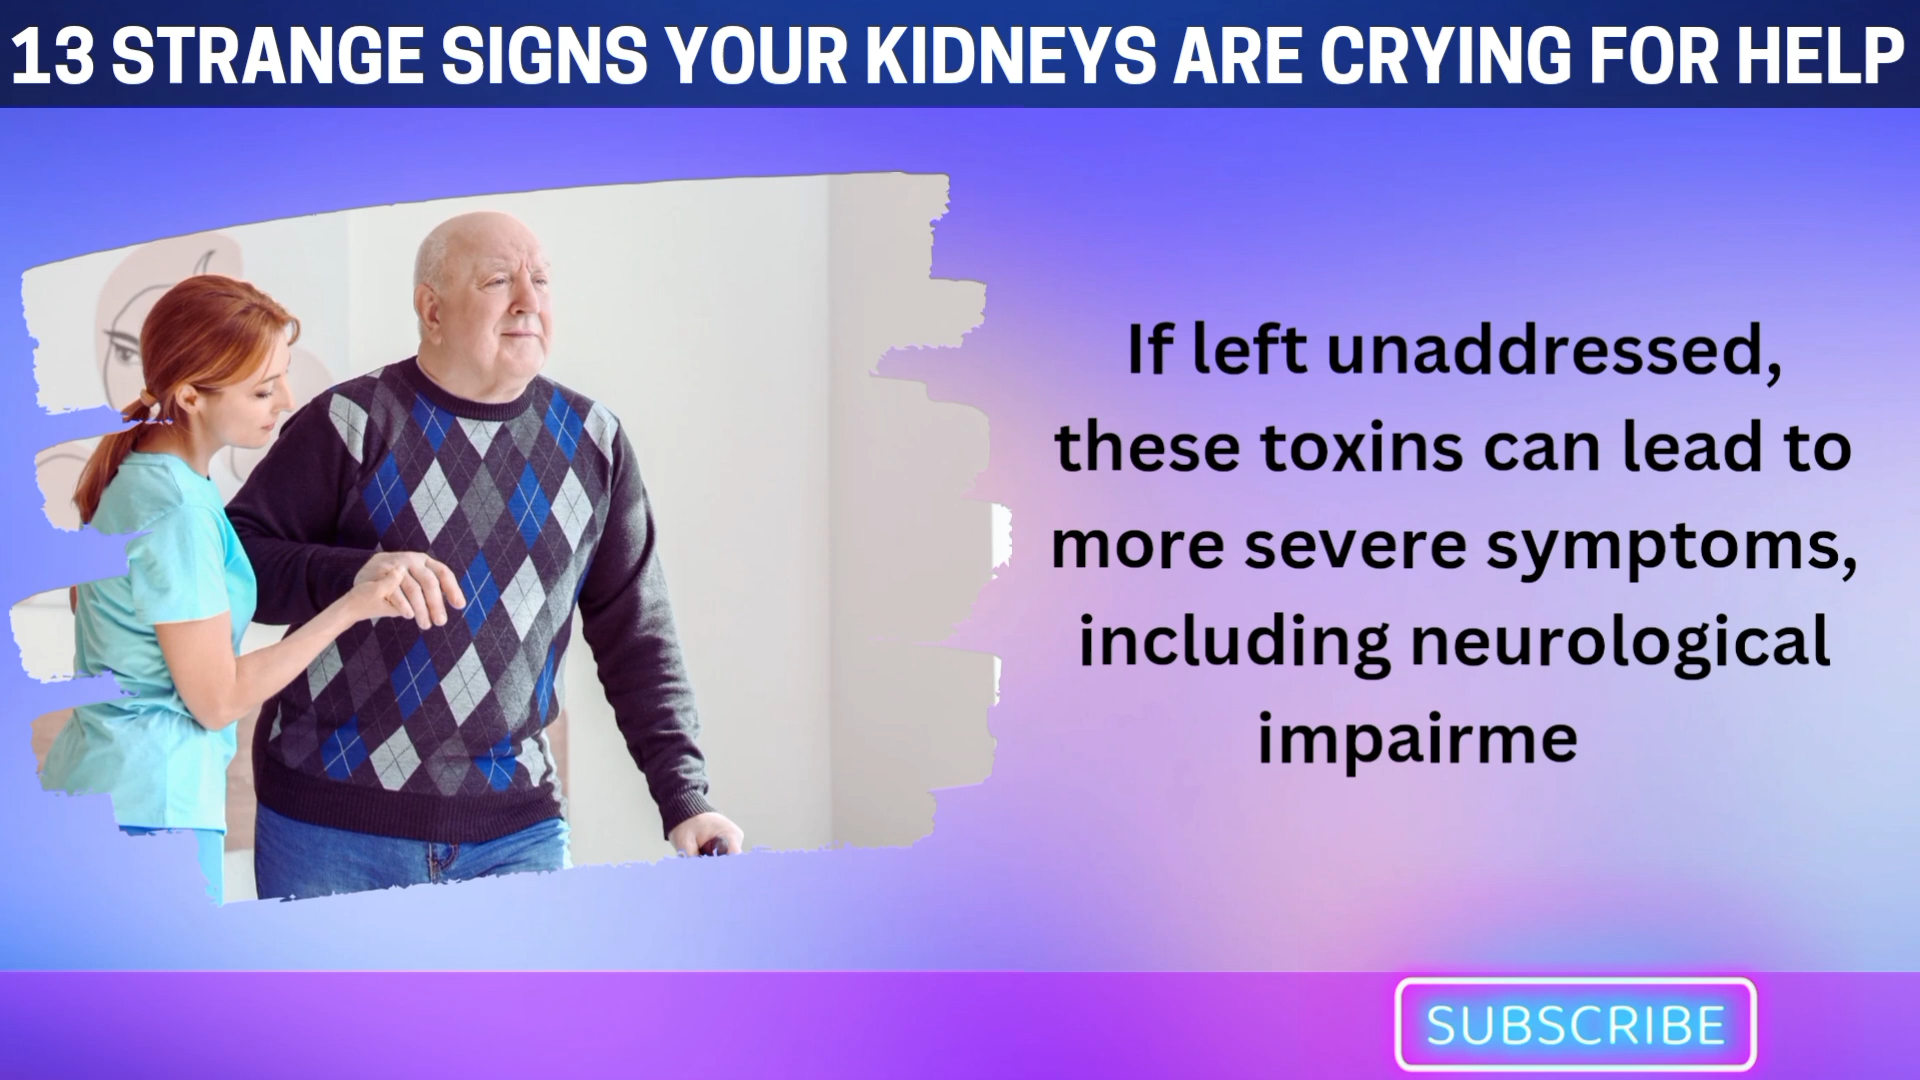 13 STRANGE SIGNS YOUR KIDNEYS ARE CRYING FOR HELP
If left unaddressed,
these toxins can lead to
more severe symptoms,
including neurological
impairme
SUBSCRIBE